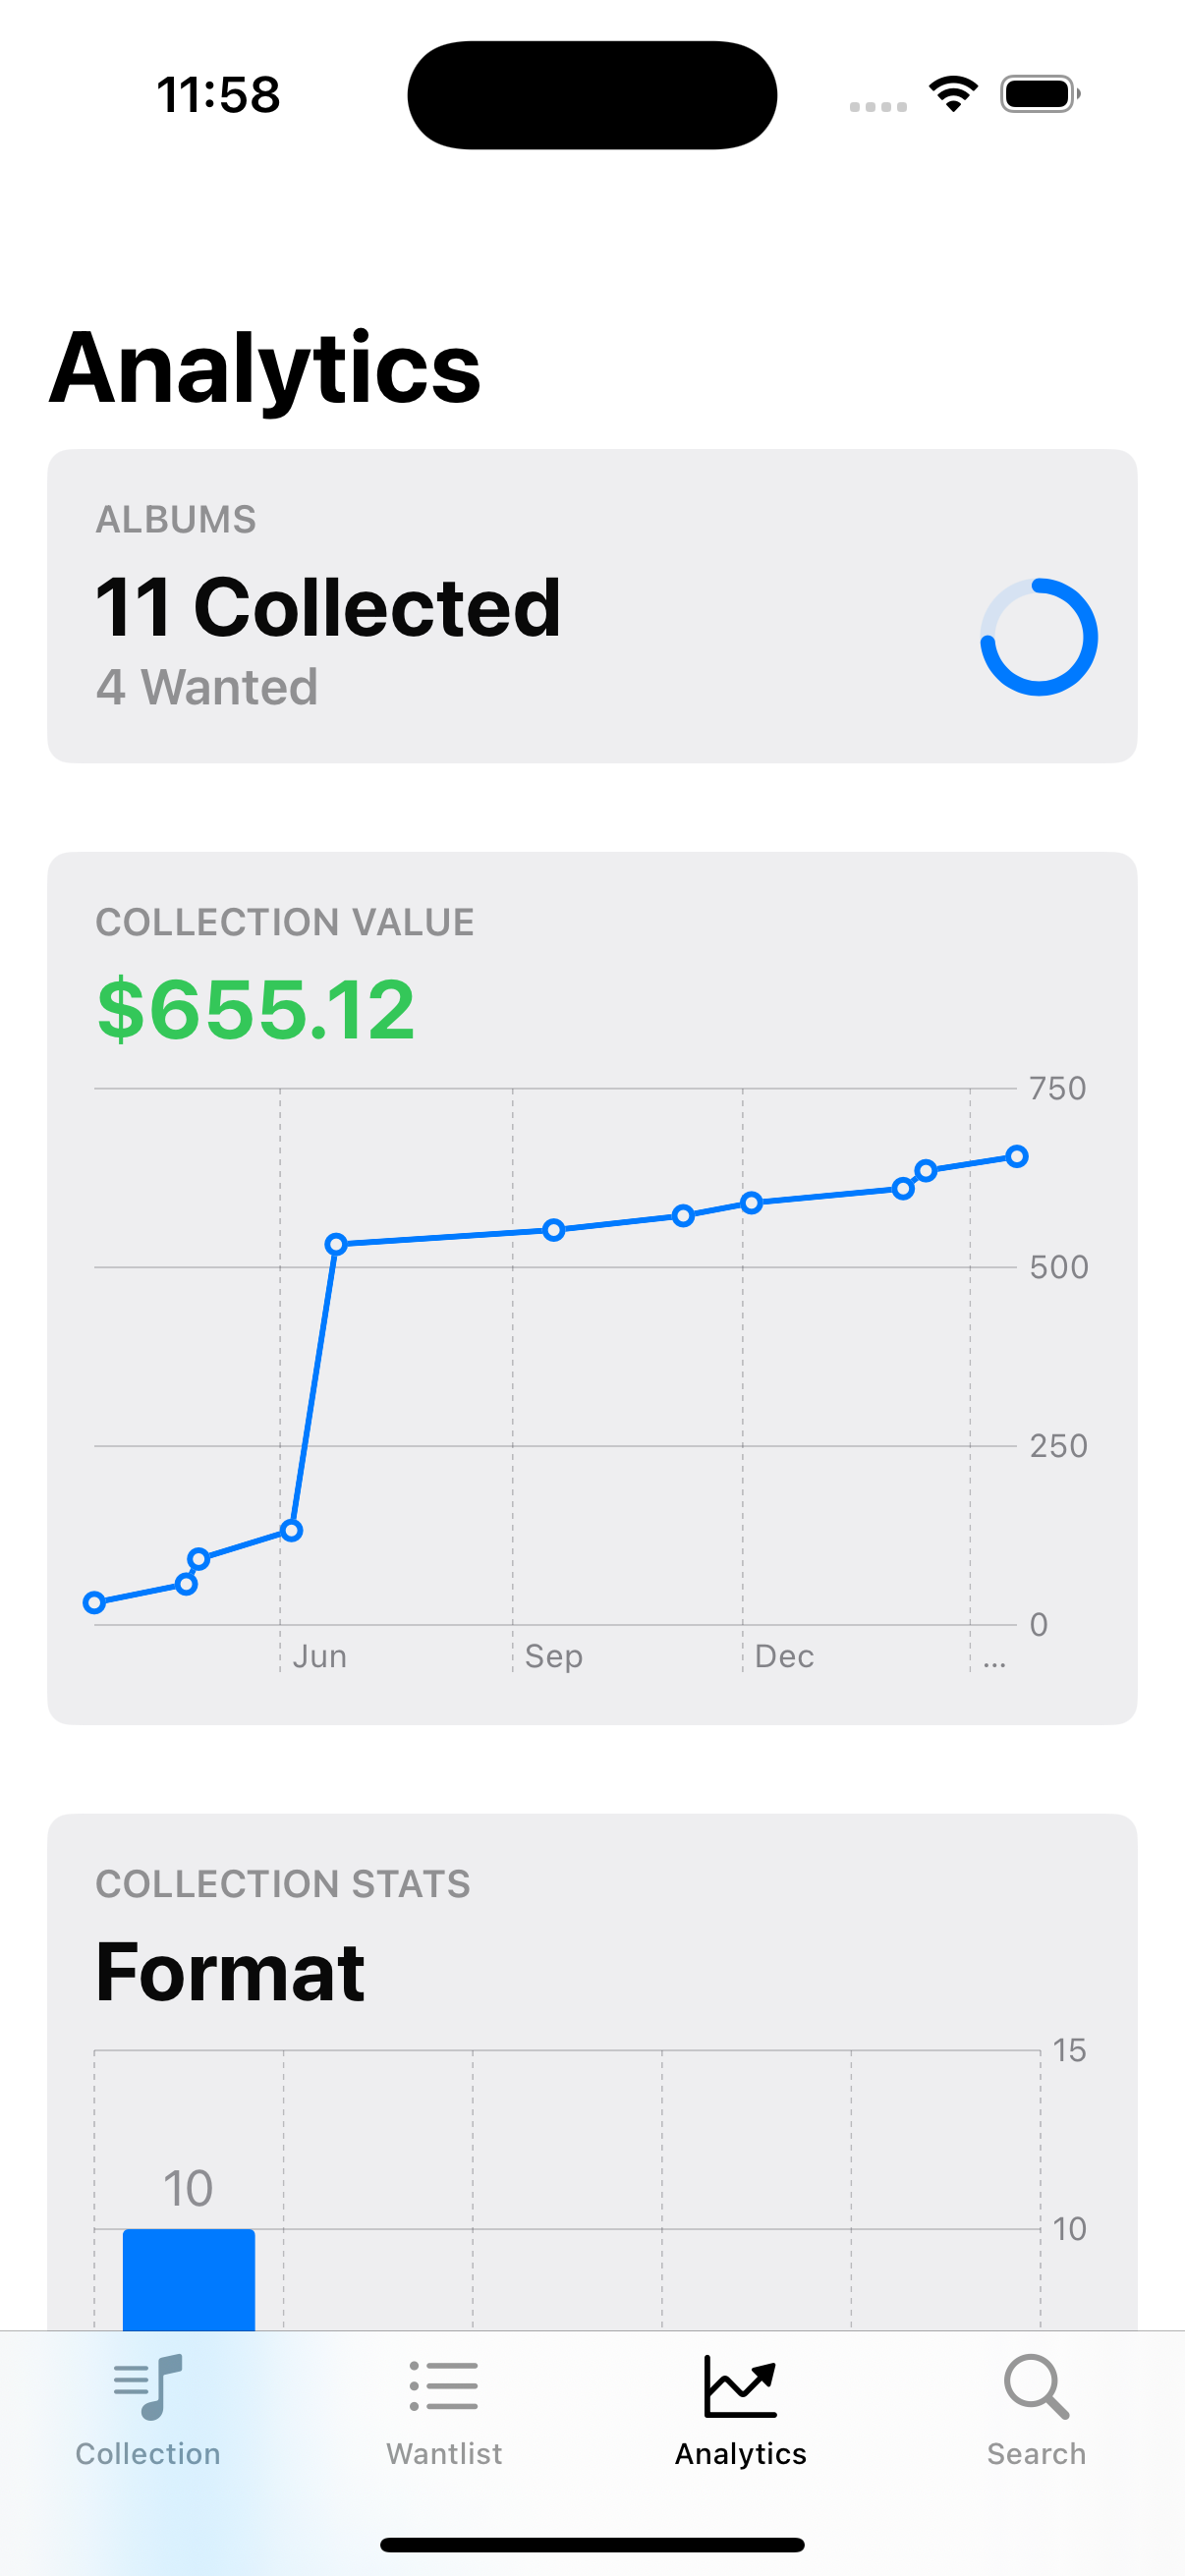 11:58
Analytics
ALBUMS
11 Collected
4 Wanted
COLLECTION VALUE
$655.12
750
500
250
0
Jun Sep Dec ...
COLLECTION STATS
Format
15
10
10
Collection Wantlist Analytics Search